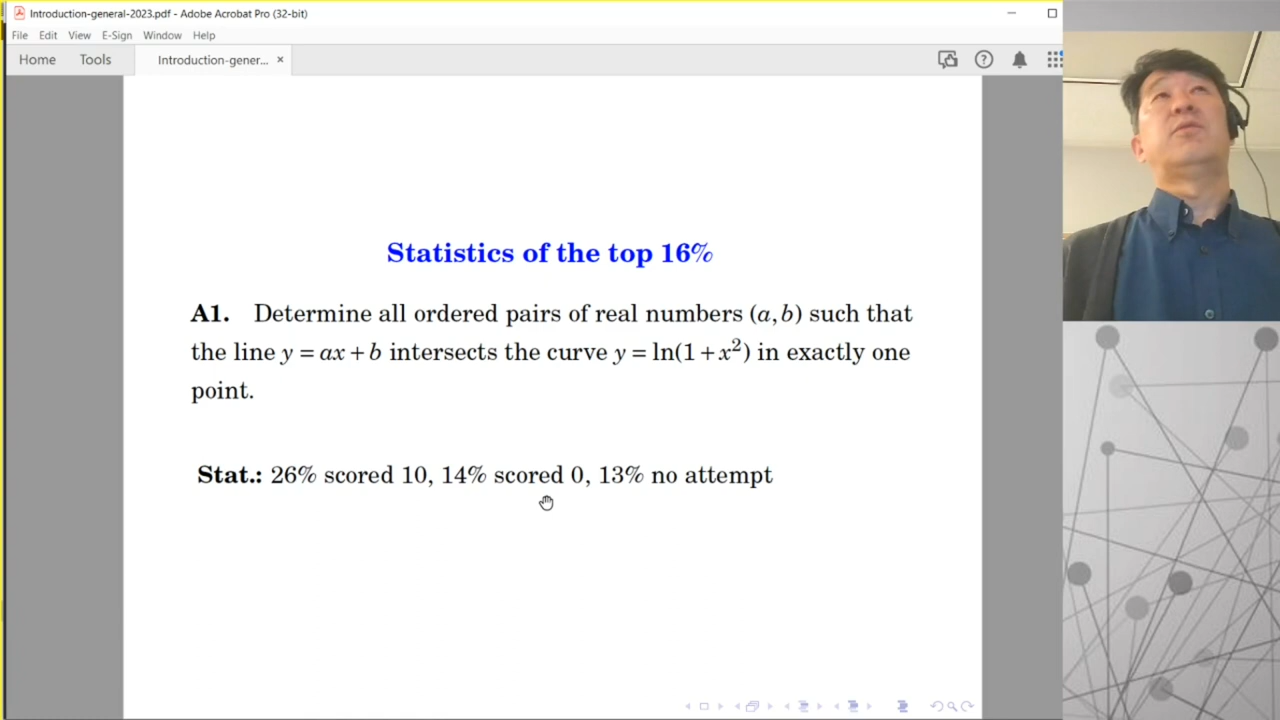 Introduction-general-2023.pdf - Adobe Acrobat Pro (32-bit)
File Edit View E-Sign Window Help
Home Tools Introduction-gener... ×
Statistics of the top 16%
A1. Determine all ordered pairs of real numbers (a, b) such that
the line y = ax + b intersects the curve y = ln(1 + x²) in exactly one
point.
Stat.: 26% scored 10, 14% scored 0, 13% no attempt